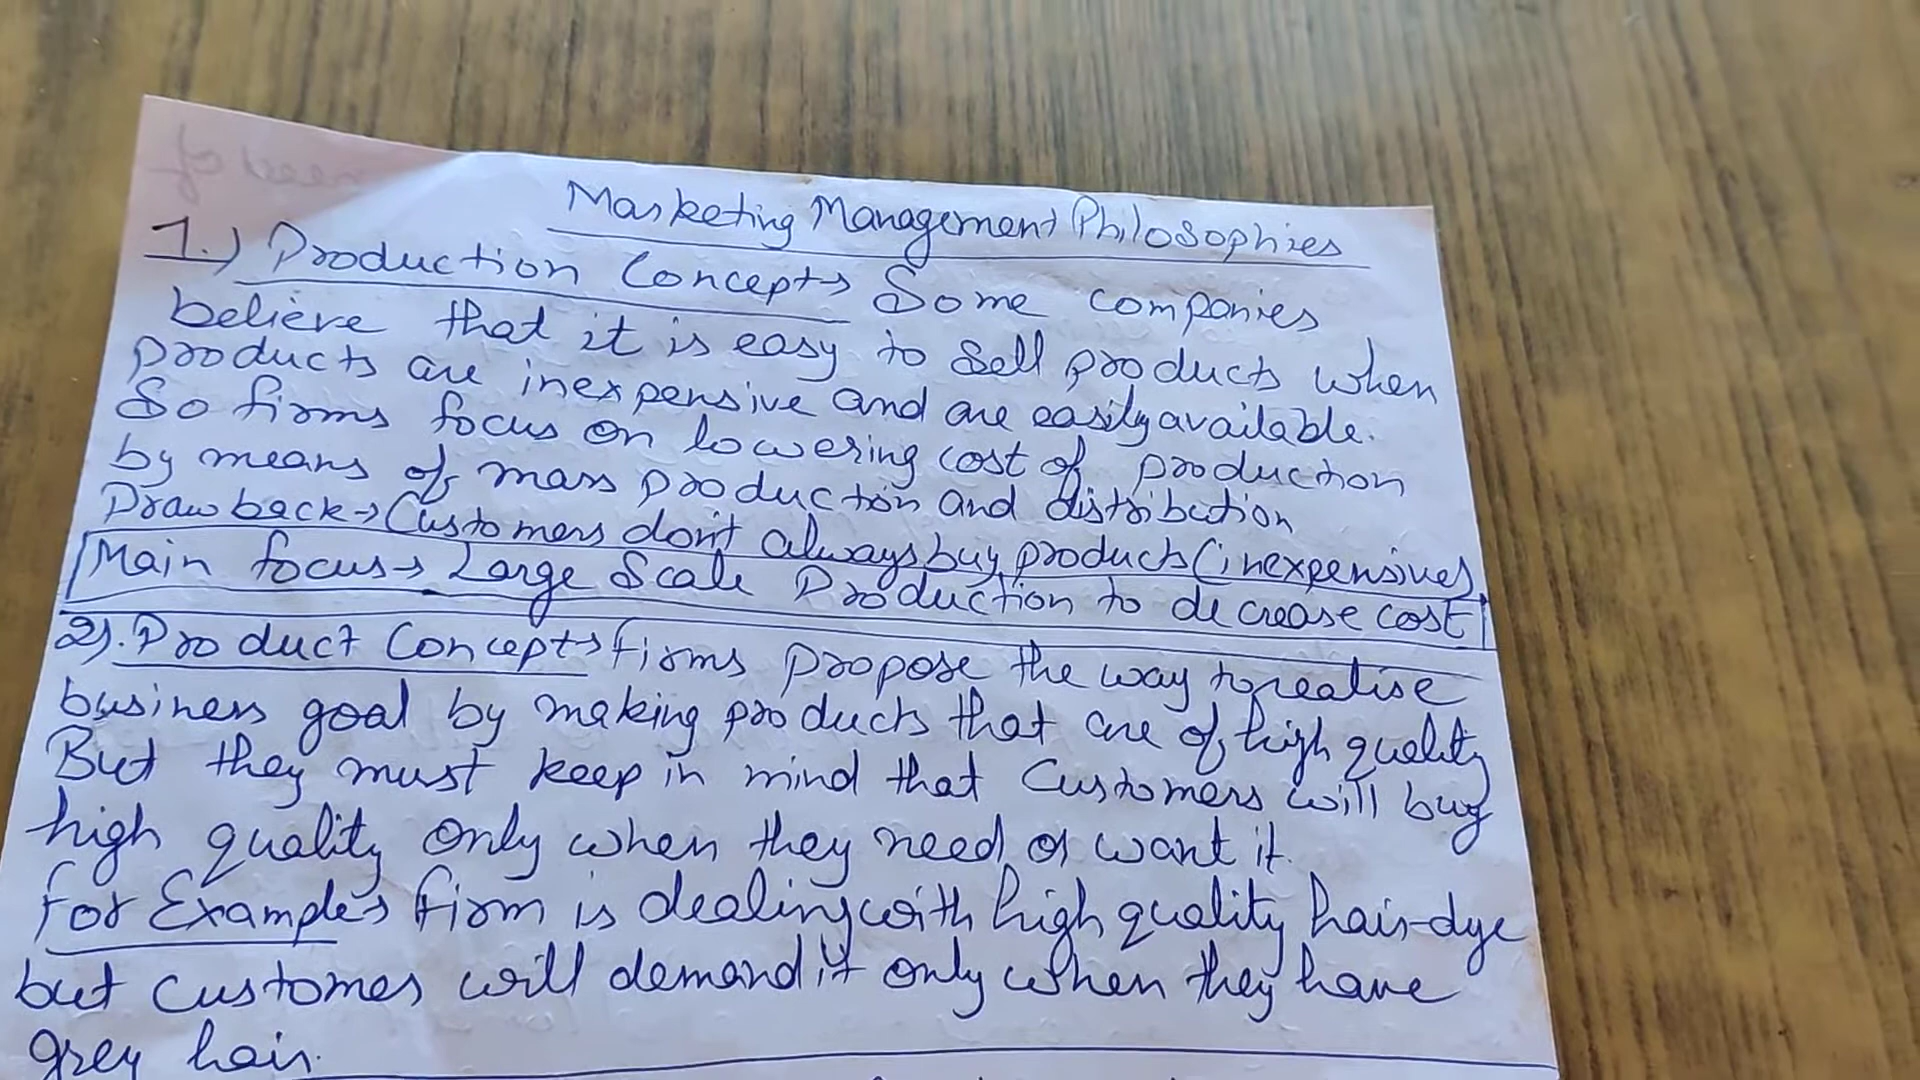 Marketing Management Philosophies
1.) Production Concept→ Some companies
believe that it is easy to sell products when
products are inexpensive and are easily available.
So firms focus on lowering cost of production
by means of mass production and distribution
Drawback→ Customers don't always buy products (inexpensive)
Main focus→ Large Scale Production to decrease cost
2). Product Concept→ firms propose the way to realise
business goal by making products that are of high quality
But they must keep in mind that Customers will buy
high quality only when they need or want it.
For Example→ firm is dealing with high quality hair-dye
but customers will demand it only when they have
grey hair.